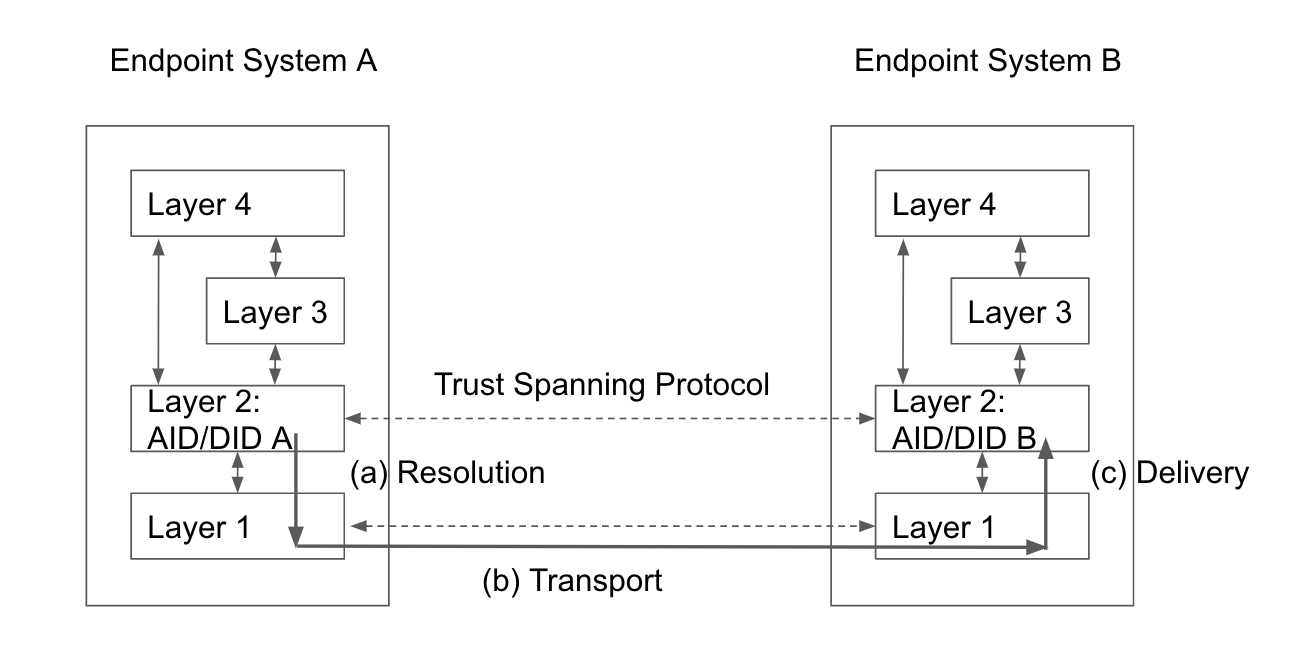 Endpoint System A
Endpoint System B
Layer 4
Layer 4
Layer 3
Layer 3
Trust Spanning Protocol
Layer 2:
AID/DID A
Layer 2:
AID/DID B
(a) Resolution
(c) Delivery
Layer 1
Layer 1
(b) Transport